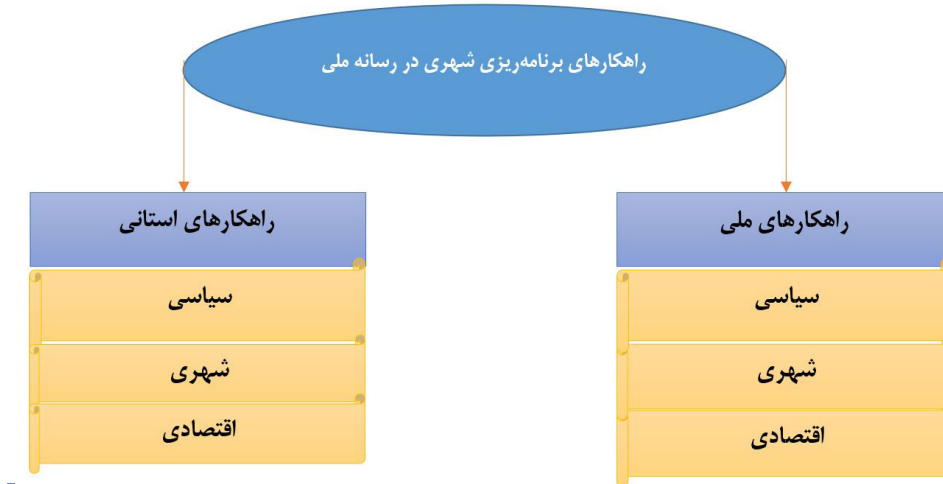 راهکارهای برنامه‌ریزی شهری در رسانه ملی
راهکارهای ملی
سیاسی
شهری
اقتصادی
راهکارهای استانی
سیاسی
شهری
اقتصادی